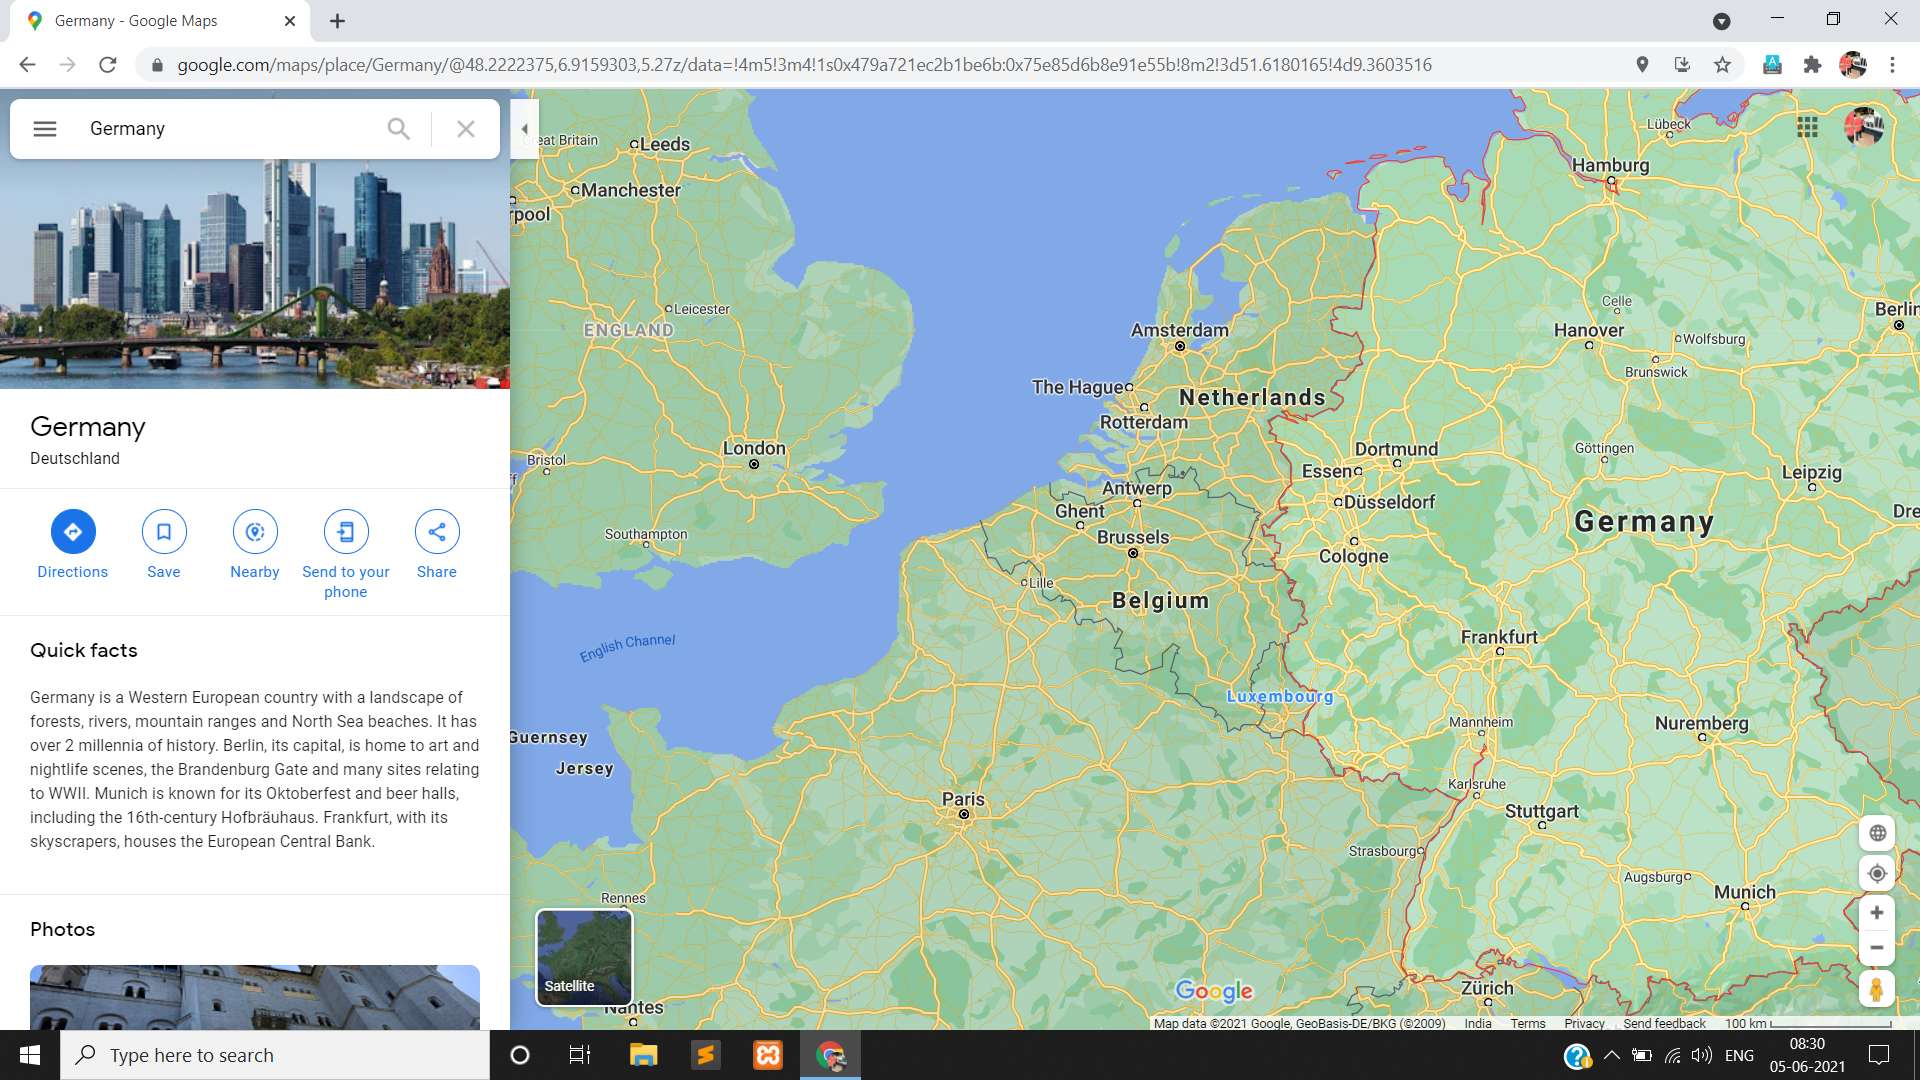 Germany - Google Maps
google.com/maps/place/Germany/@48.2222375,6.9159303,5.27z/data=!4m5!3m4!1s0x479a721ec2b1be6b:0x75e85d6b8e91e55b!8m2!3d51.6180165!4d9.3603516
Germany
Germany
Deutschland
Directions
Save
Nearby
Send to your
phone
Share
Quick facts
Germany is a Western European country with a landscape of
forests, rivers, mountain ranges and North Sea beaches. It has
over 2 millennia of history. Berlin, its capital, is home to art and
nightlife scenes, the Brandenburg Gate and many sites relating
to WWII. Munich is known for its Oktoberfest and beer halls,
including the 16th-century Hofbräuhaus. Frankfurt, with its
skyscrapers, houses the European Central Bank.
Photos
eat Britain
Leeds
Manchester
rpool
Leicester
ENGLAND
London
Bristol
ff
Southampton
English Channel
Guernsey
Jersey
Paris
Rennes
Nantes
Satellite
Lübeck
Hamburg
Celle
Berlin
Amsterdam
Hanover
Wolfsburg
Brunswick
The Hague
Netherlands
Rotterdam
Dortmund
Göttingen
Essen
Leipzig
Antwerp
Düsseldorf
Ghent
Germany
Dre
Brussels
Cologne
Lille
Belgium
Frankfurt
Luxembourg
Mannheim
Nuremberg
Karlsruhe
Stuttgart
Strasbourg
Augsburg
Munich
Zürich
Google
Map data ©2021 Google, GeoBasis-DE/BKG (©2009) India Terms Privacy Send feedback 100 km
Type here to search
ENG
08:30
05-06-2021